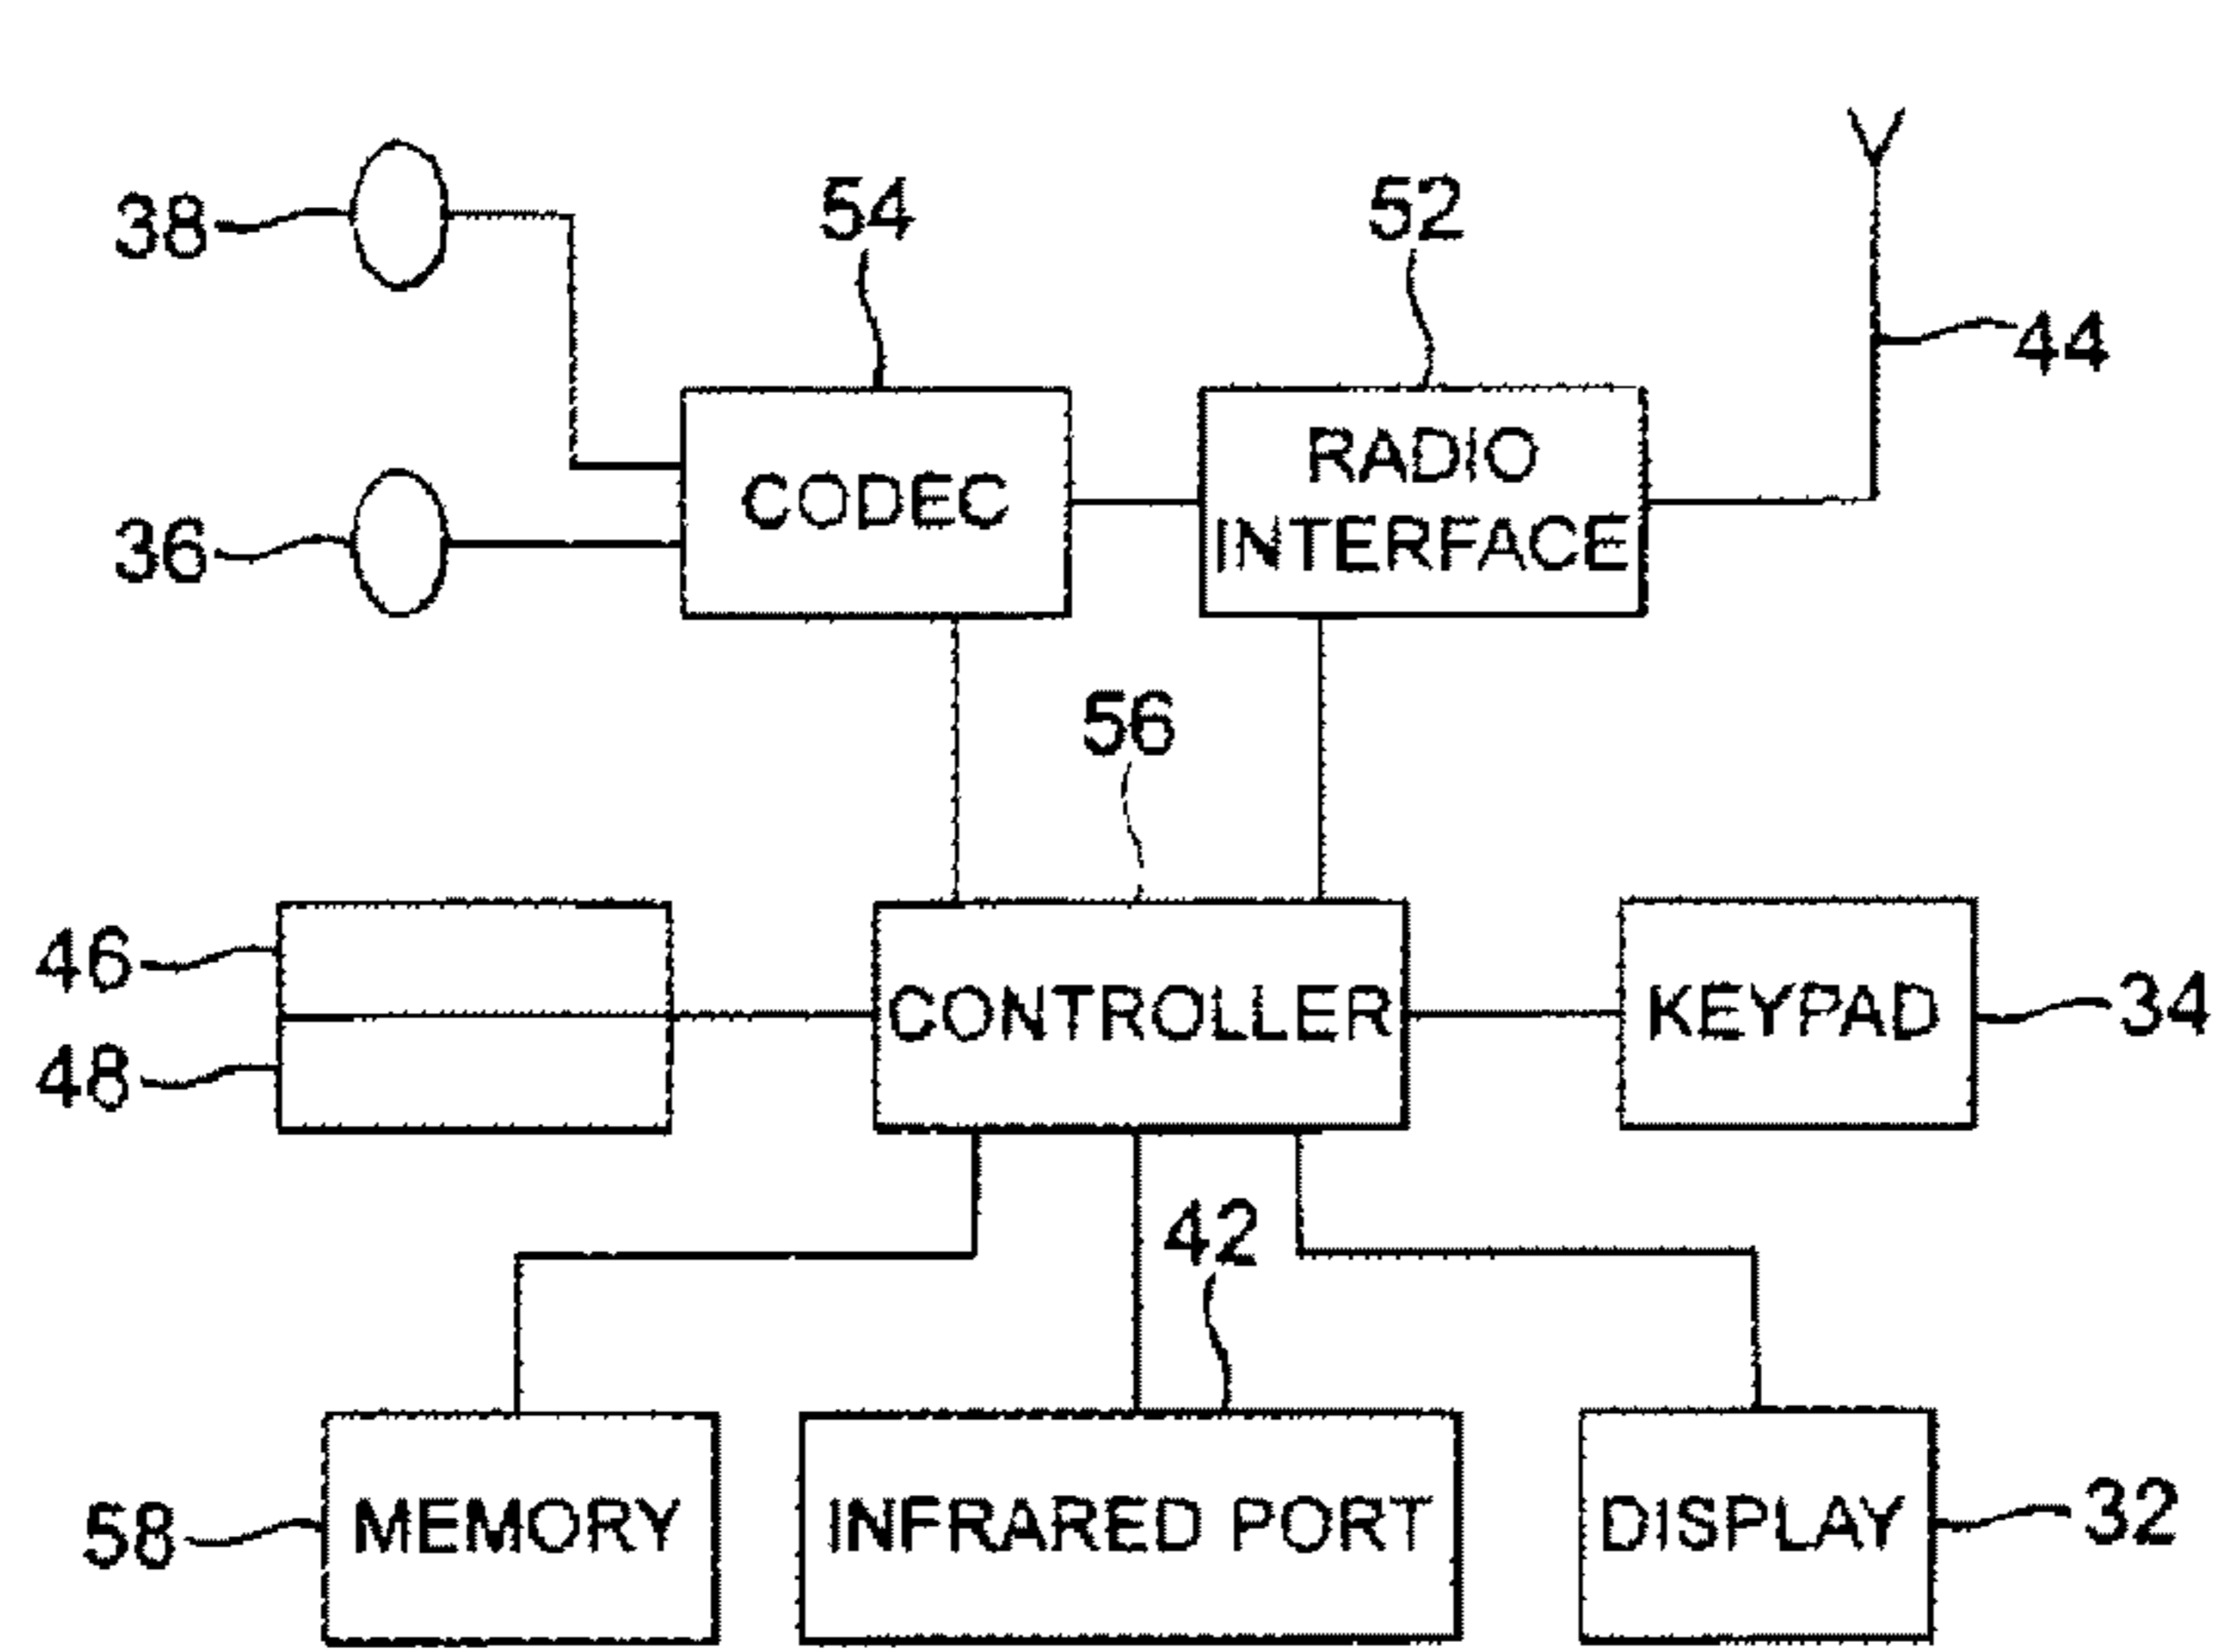 38
54
52
44
36
CODEC
RADIO
INTERFACE
56
46
48
CONTROLLER
KEYPAD
34
42
58
MEMORY
INFRARED PORT
DISPLAY
32